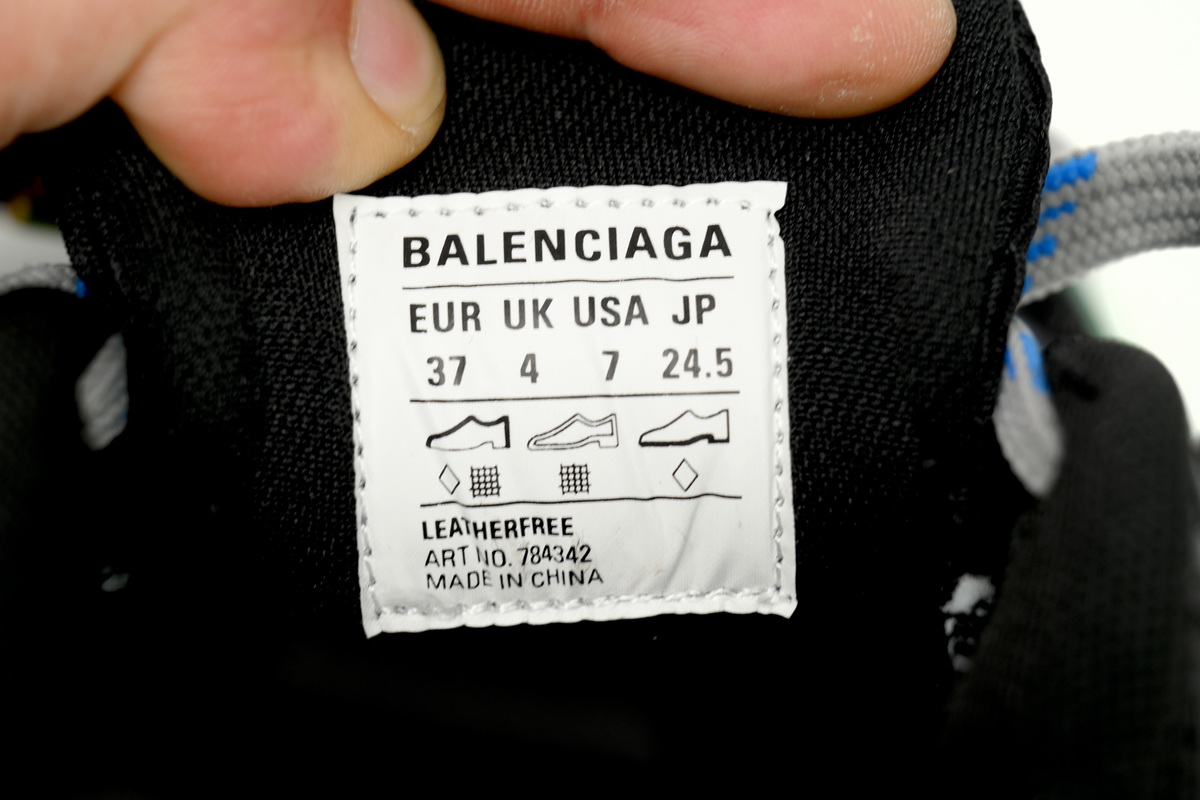 BALENCIAGA
EUR UK USA JP
37 4 7 24.5
LEATHERFREE
ART NO. 784342
MADE IN CHINA